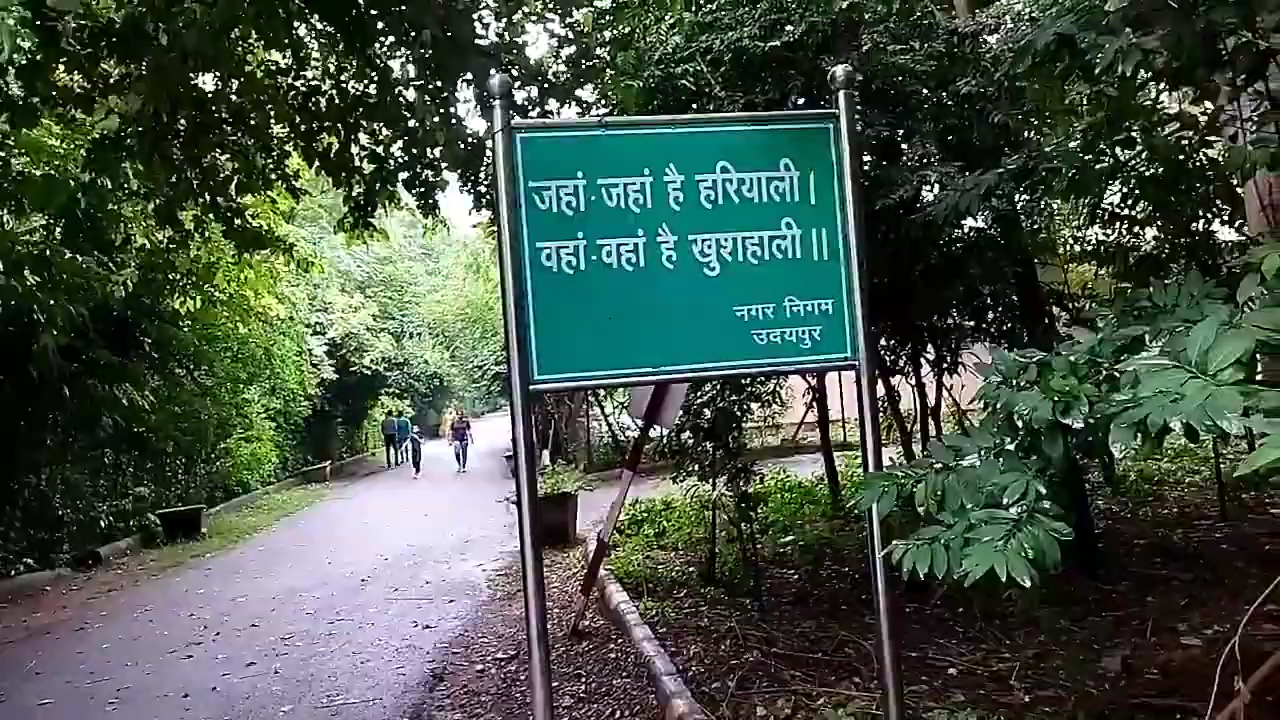 जहां-जहां है हरियाली।
वहां-वहां है खुशहाली।।
नगर निगम
उदयपुर